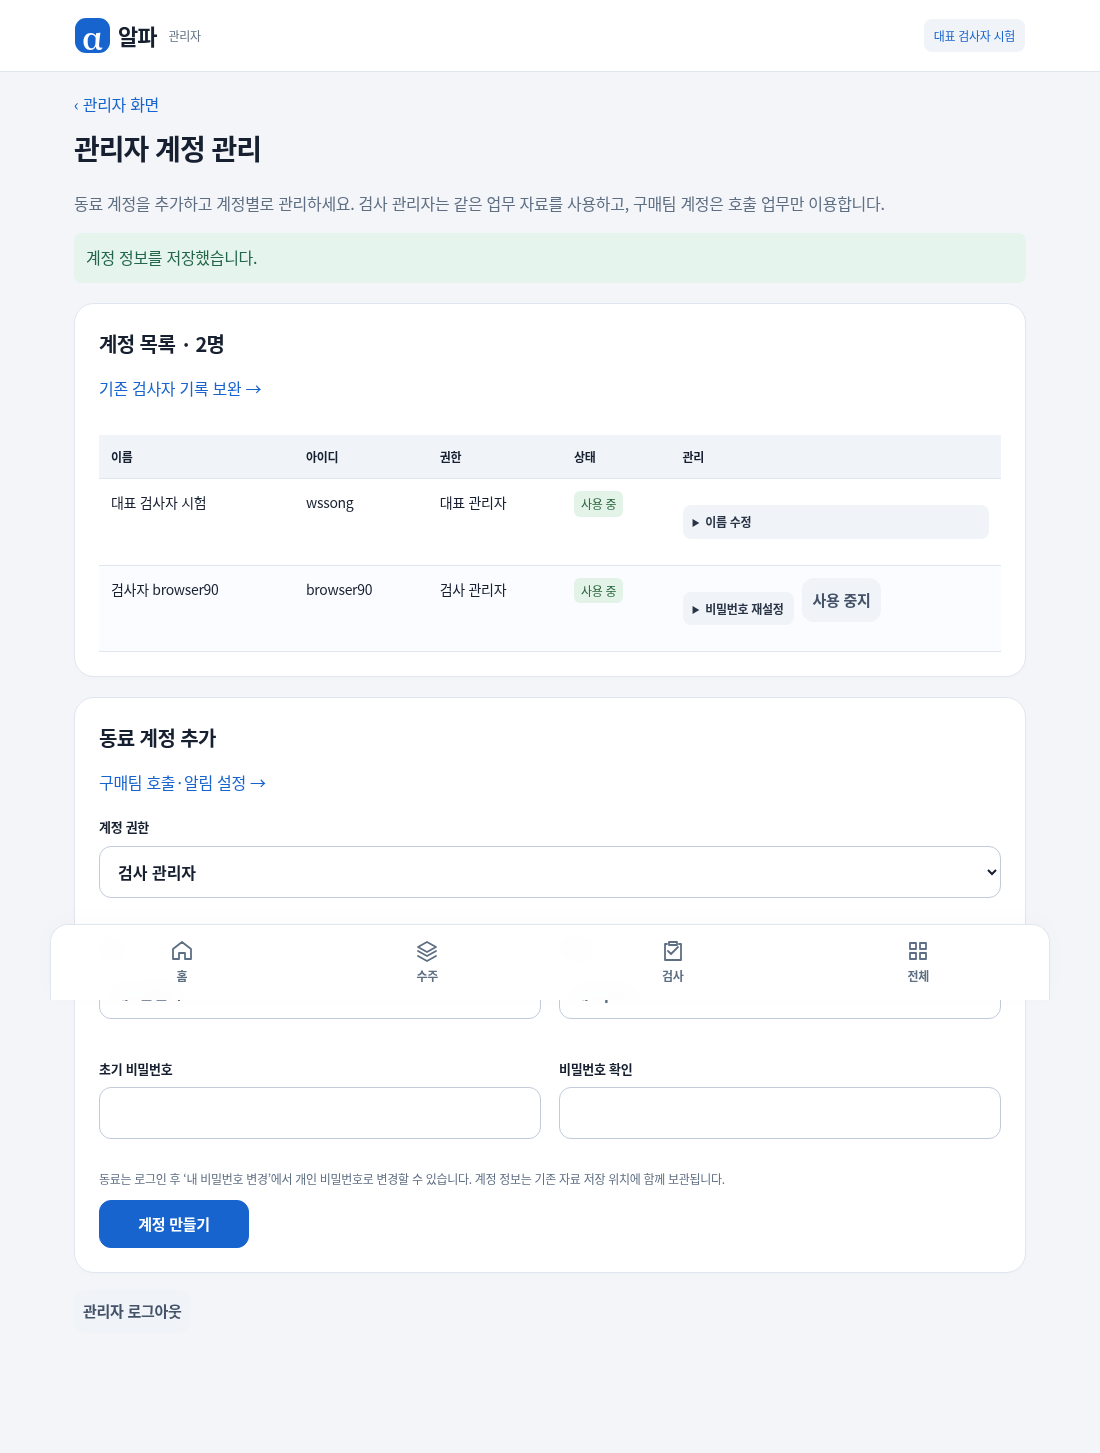 α 알파 관리자
대표 검사자 시험
‹ 관리자 화면
관리자 계정 관리
동료 계정을 추가하고 계정별로 관리하세요. 검사 관리자는 같은 업무 자료를 사용하고, 구매팀 계정은 호출 업무만 이용합니다.
계정 정보를 저장했습니다.
계정 목록 · 2명
기존 검사자 기록 보완 →
이름 아이디 권한 상태 관리
대표 검사자 시험 wssong 대표 관리자 사용 중 ▶ 이름 수정
검사자 browser90 browser90 검사 관리자 사용 중 ▶ 비밀번호 재설정 사용 중지
동료 계정 추가
구매팀 호출·알림 설정 →
계정 권한
검사 관리자
홈 수주 검사 전체
초기 비밀번호 비밀번호 확인
동료는 로그인 후 ‘내 비밀번호 변경’에서 개인 비밀번호로 변경할 수 있습니다. 계정 정보는 기존 자료 저장 위치에 함께 보관됩니다.
계정 만들기
관리자 로그아웃